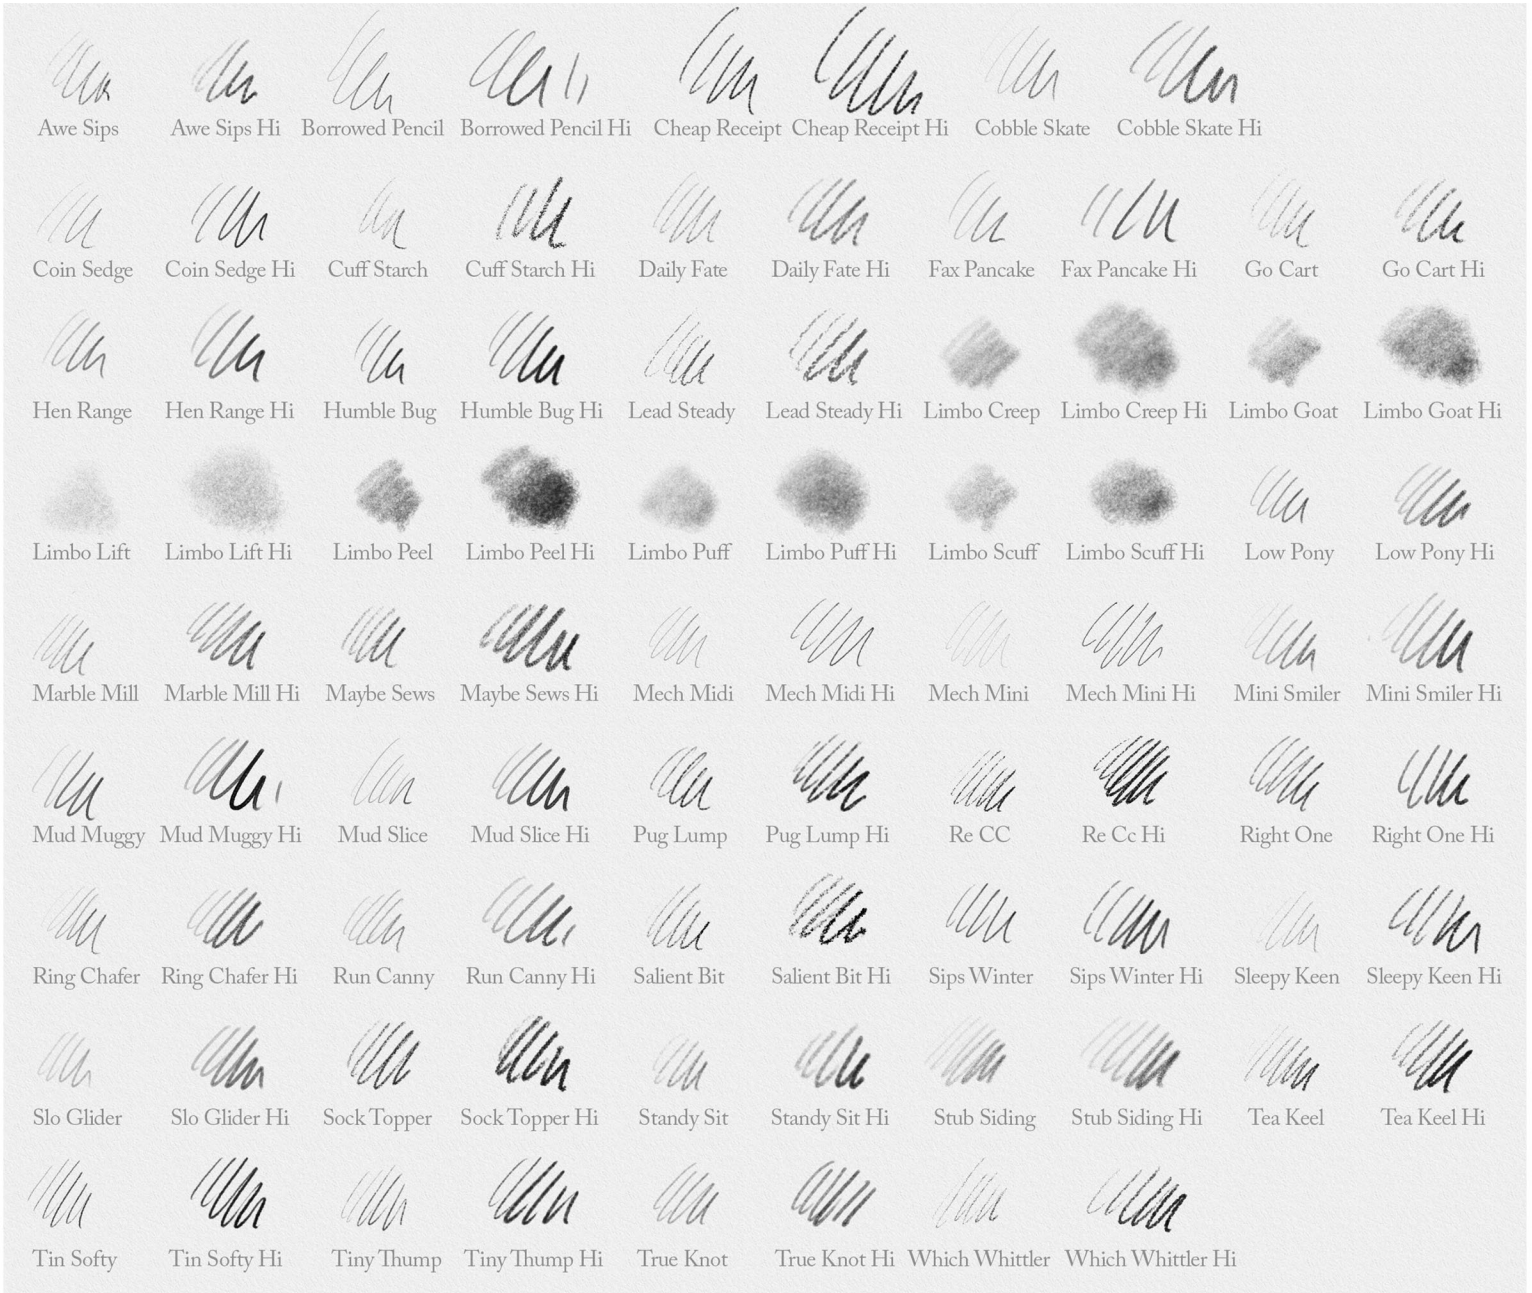 Awe Sips Awe Sips Hi Borrowed Pencil Borrowed Pencil Hi Cheap Receipt Cheap Receipt Hi Cobble Skate Cobble Skate Hi
Coin Sedge Coin Sedge Hi Cuff Starch Cuff Starch Hi Daily Fate Daily Fate Hi Fax Pancake Fax Pancake Hi Go Cart Go Cart Hi
Hen Range Hen Range Hi Humble Bug Humble Bug Hi Lead Steady Lead Steady Hi Limbo Creep Limbo Creep Hi Limbo Goat Limbo Goat Hi
Limbo Lift Limbo Lift Hi Limbo Peel Limbo Peel Hi Limbo Puff Limbo Puff Hi Limbo Scuff Limbo Scuff Hi Low Pony Low Pony Hi
Marble Mill Marble Mill Hi Maybe Sews Maybe Sews Hi Mech Midi Mech Midi Hi Mech Mini Mech Mini Hi Mini Smiler Mini Smiler Hi
Mud Muggy Mud Muggy Hi Mud Slice Mud Slice Hi Pug Lump Pug Lump Hi Re CC Re Cc Hi Right One Right One Hi
Ring Chafer Ring Chafer Hi Run Canny Run Canny Hi Salient Bit Salient Bit Hi Sips Winter Sips Winter Hi Sleepy Keen Sleepy Keen Hi
Slo Glider Slo Glider Hi Sock Topper Sock Topper Hi Standy Sit Standy Sit Hi Stub Siding Stub Siding Hi Tea Keel Tea Keel Hi
Tin Softy Tin Softy Hi Tiny Thump Tiny Thump Hi True Knot True Knot Hi Which Whittler Which Whittler Hi